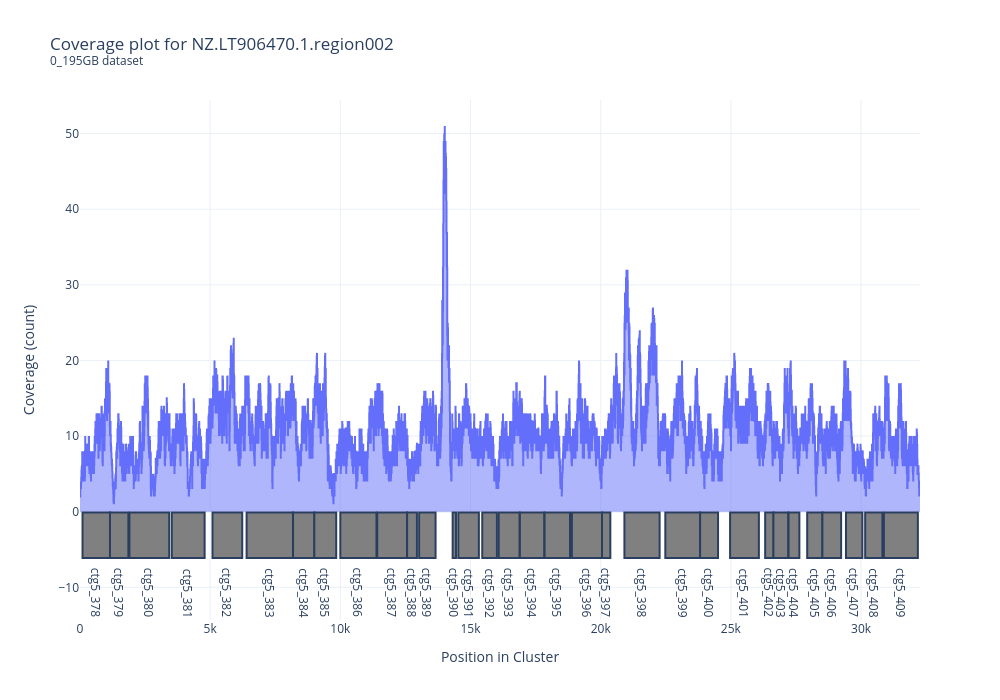 Coverage plot for NZ.LT906470.1.region002
0_195GB dataset
Coverage (count)
50
40
30
20
10
0
−10
ctg5_378
ctg5_379
ctg5_380
ctg5_381
ctg5_382
ctg5_383
ctg5_384
ctg5_385
ctg5_386
ctg5_387
ctg5_388
ctg5_389
ctg5_390
ctg5_391
ctg5_392
ctg5_393
ctg5_394
ctg5_395
ctg5_396
ctg5_397
ctg5_398
ctg5_399
ctg5_400
ctg5_401
ctg5_402
ctg5_403
ctg5_404
ctg5_405
ctg5_406
ctg5_407
ctg5_408
ctg5_409
0 5k 10k 15k 20k 25k 30k
Position in Cluster